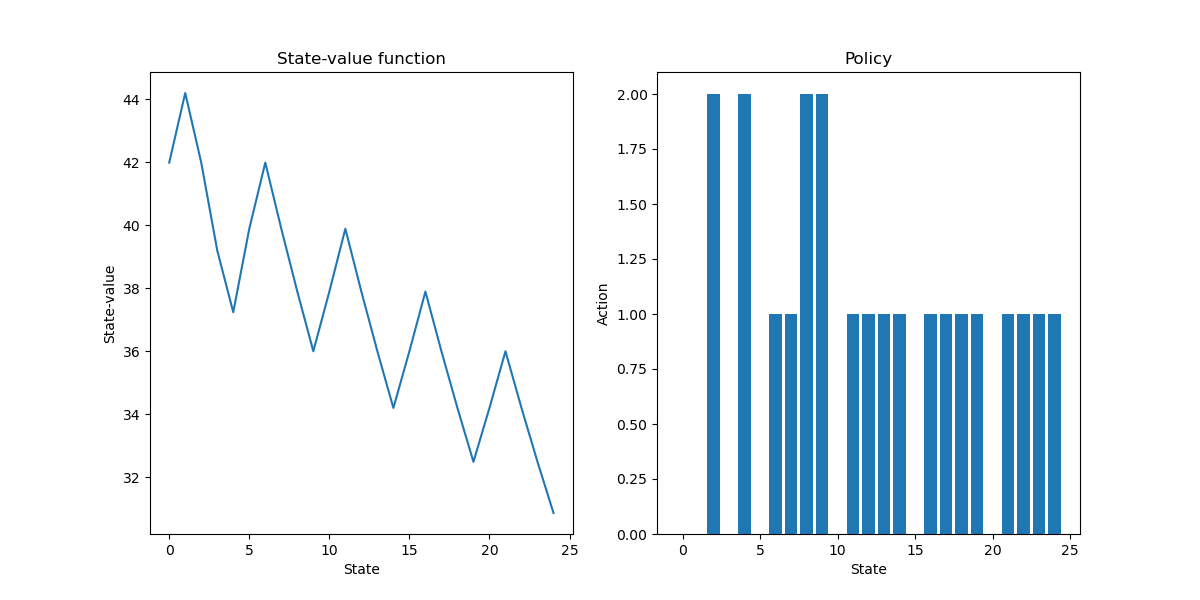 State-value function
44
42
40
38
36
34
32
State-value
0 5 10 15 20 25
State
Policy
2.00
1.75
1.50
1.25
1.00
0.75
0.50
0.25
0.00
Action
0 5 10 15 20 25
State